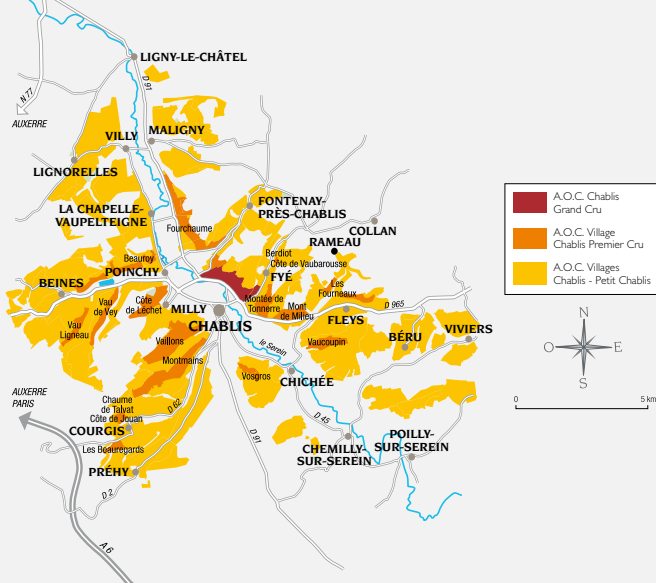 LIGNY-LE-CHÂTEL
D 91
N 77
AUXERRE
VILLY
MALIGNY
LIGNORELLES
LA CHAPELLE-
VAUPELTEIGNE
Fourchaume
FONTENAY-
PRÈS-CHABLIS
COLLAN
RAMEAU
Berdiot
Côte de Vaubarousse
FYÉ
Beauroy
POINCHY
BEINES
Vau
de Vey
Côte
de Léchet
MILLY
CHABLIS
Vau
Ligneau
Montée de
Tonnerre
Mont
de Milieu
Les
Fourneaux
D 965
FLEYS
BÉRU
VIVIERS
Vaucoupin
Vaillons
Montmains
le Serein
Vosgros
CHICHÉE
AUXERRE
PARIS
Chaume
de Talvat
Côte de Jouan
D 62
COURGIS
Les Beauregards
PRÉHY
D 2
D 91
D 45
CHEMILLY-
SUR-SEREIN
POILLY-
SUR-SEREIN
A 6
A.O.C. Chablis
Grand Cru
A.O.C. Village
Chablis Premier Cru
A.O.C. Villages
Chablis - Petit Chablis
N
O
E
S
0
5 km